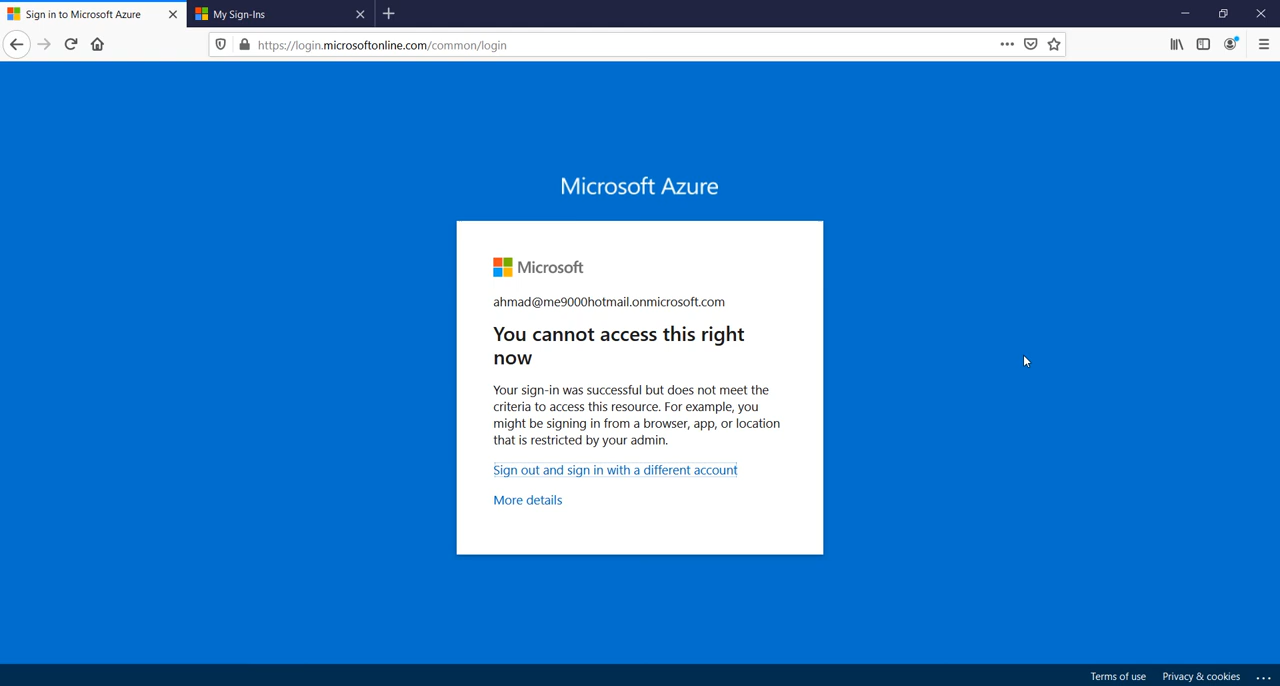 Sign in to Microsoft Azure
My Sign-Ins
https://login.microsoftonline.com/common/login
Microsoft Azure
Microsoft
ahmad@me9000hotmail.onmicrosoft.com
You cannot access this right
now
Your sign-in was successful but does not meet the
criteria to access this resource. For example, you
might be signing in from a browser, app, or location
that is restricted by your admin.
Sign out and sign in with a different account
More details
Terms of use Privacy & cookies ...